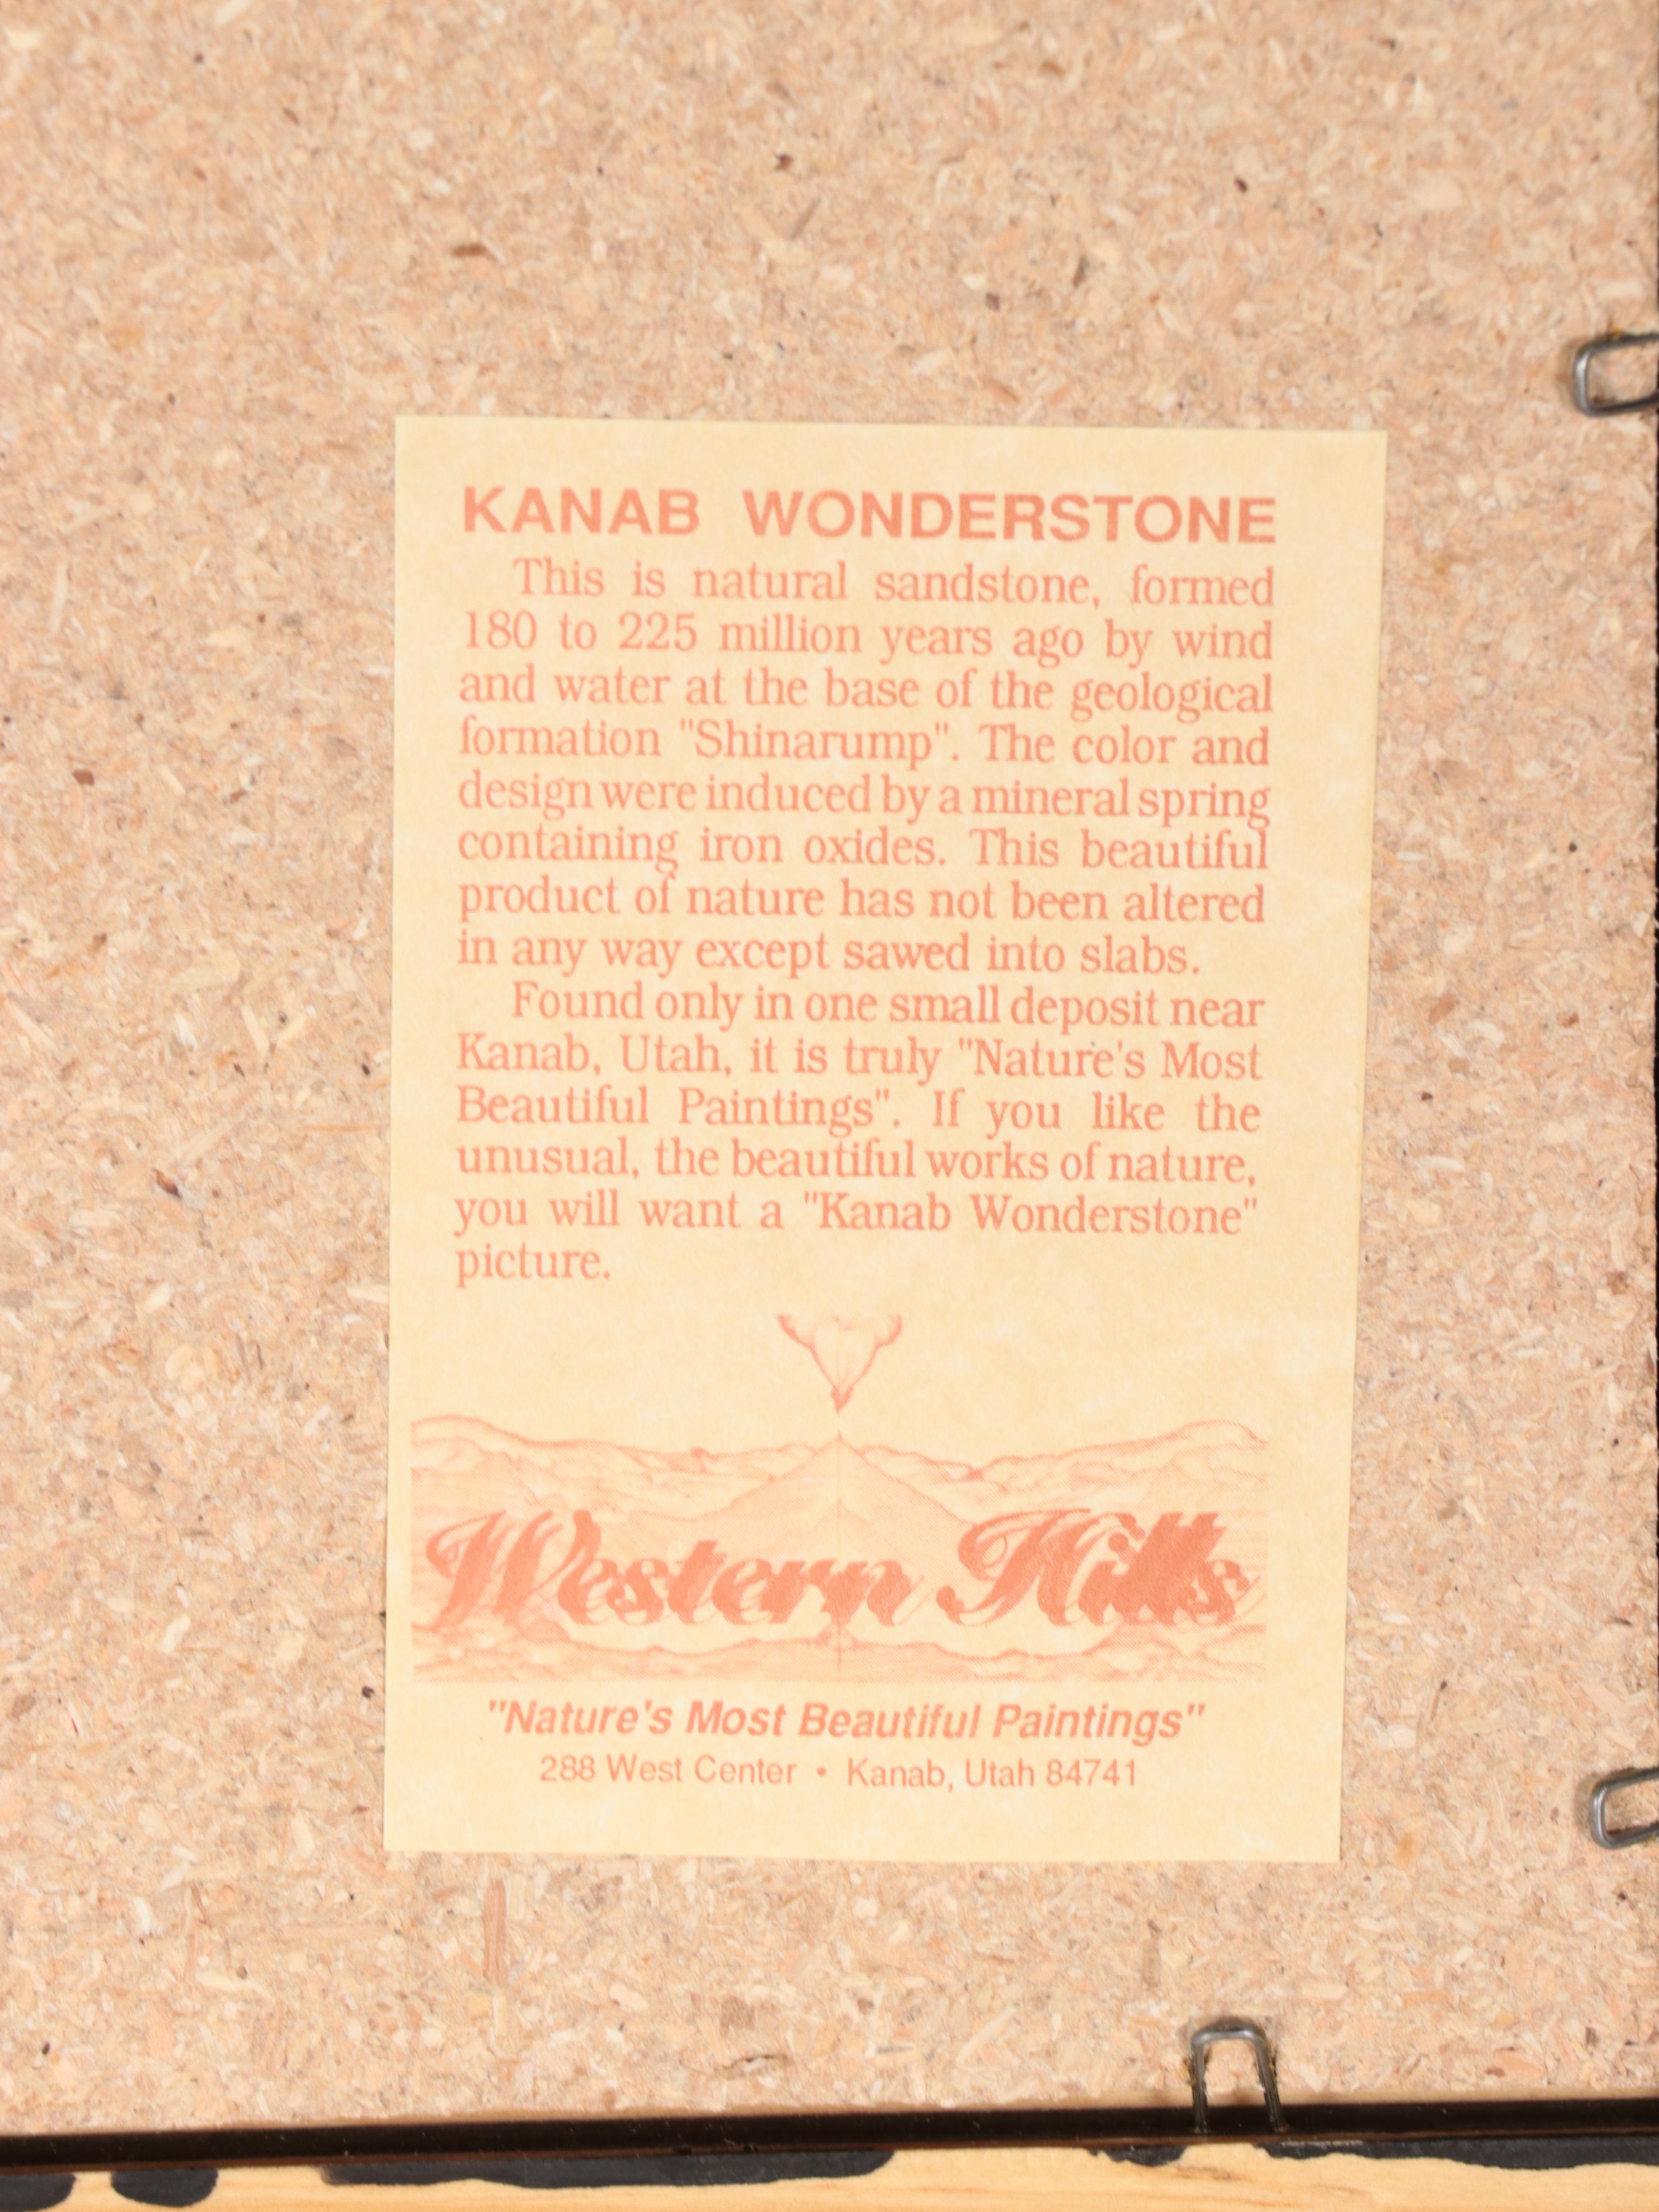 KANAB WONDERSTONE
This is natural sandstone, formed
180 to 225 million years ago by wind
and water at the base of the geological
formation "Shinarump". The color and
design were induced by a mineral spring
containing iron oxides. This beautiful
product of nature has not been altered
in any way except sawed into slabs.
Found only in one small deposit near
Kanab, Utah, it is truly "Nature's Most
Beautiful Paintings". If you like the
unusual, the beautiful works of nature,
you will want a "Kanab Wonderstone"
picture.
Western Hills
"Nature's Most Beautiful Paintings"
288 West Center • Kanab, Utah 84741